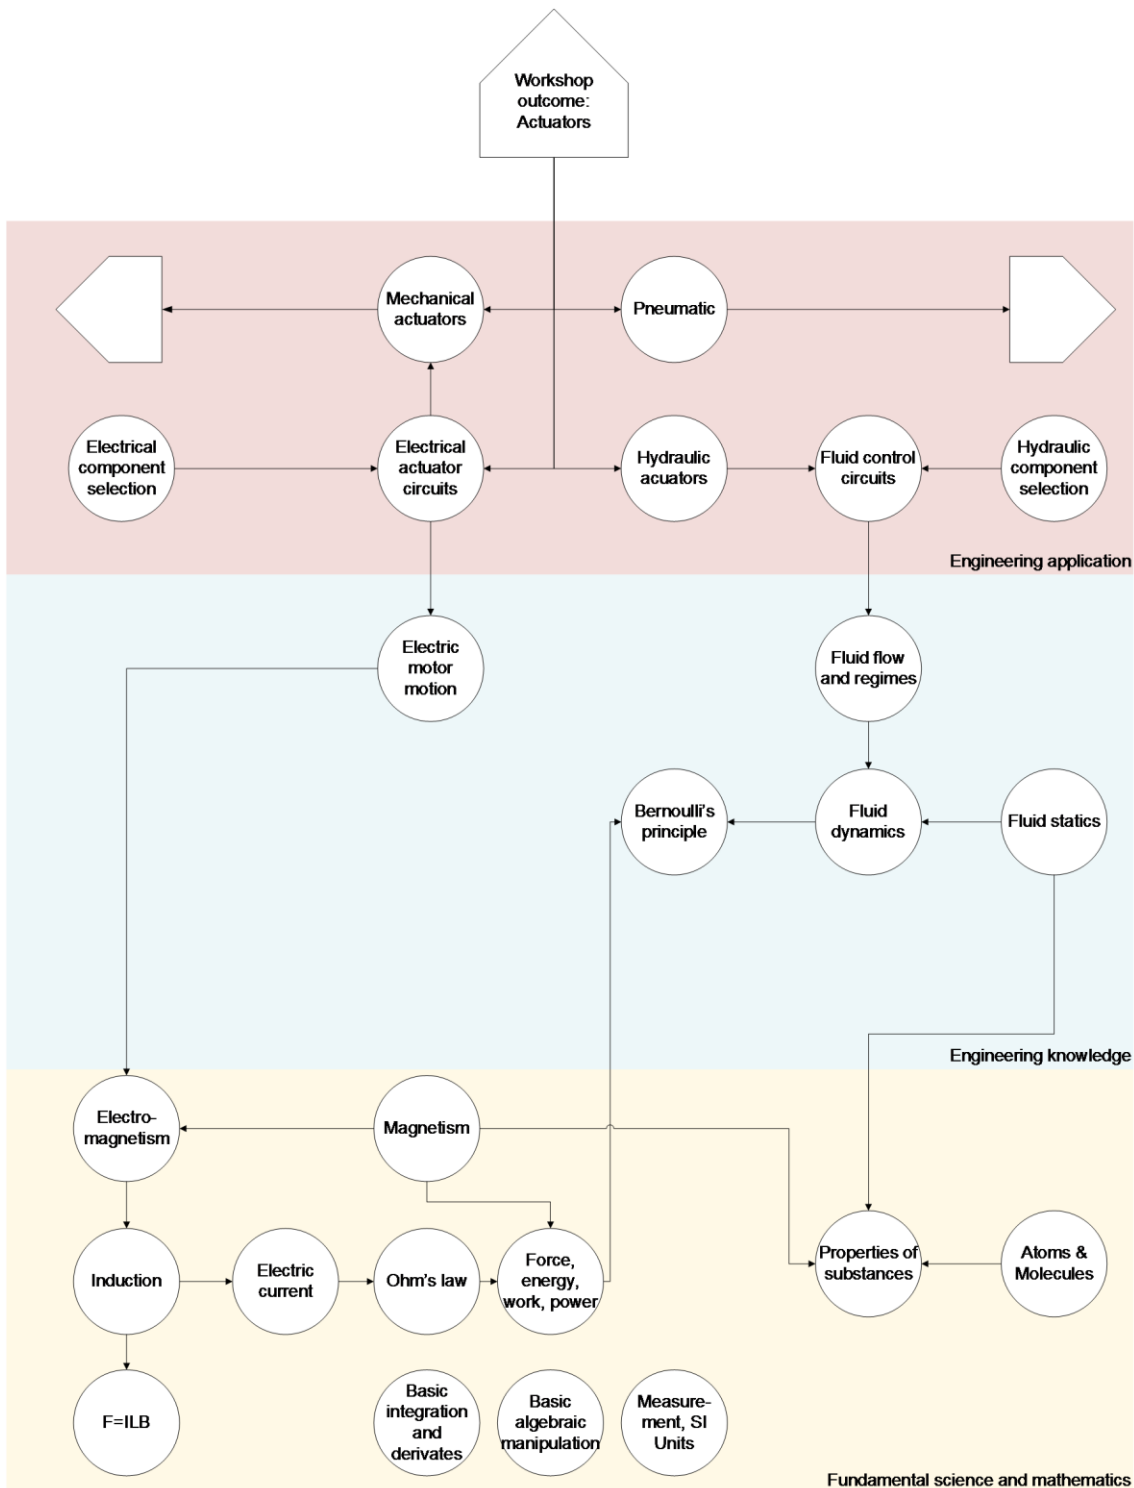 Workshop
outcome:
Actuators
Mechanical
actuators
Pneumatic
Electrical
component
selection
Electrical
actuator
circuits
Hydraulic
acuators
Fluid control
circuits
Hydraulic
component
selection
Engineering application
Electric
motor
motion
Fluid flow
and regimes
Bernoulli's
principle
Fluid
dynamics
Fluid statics
Engineering knowledge
Electro-
magnetism
Magnetism
Induction
Electric
current
Ohm's law
Force,
energy,
work, power
Properties of
substances
Atoms &
Molecules
F=ILB
Basic
integration
and
derivates
Basic
algebraic
manipulation
Measure-
ment, SI
Units
Fundamental science and mathematics